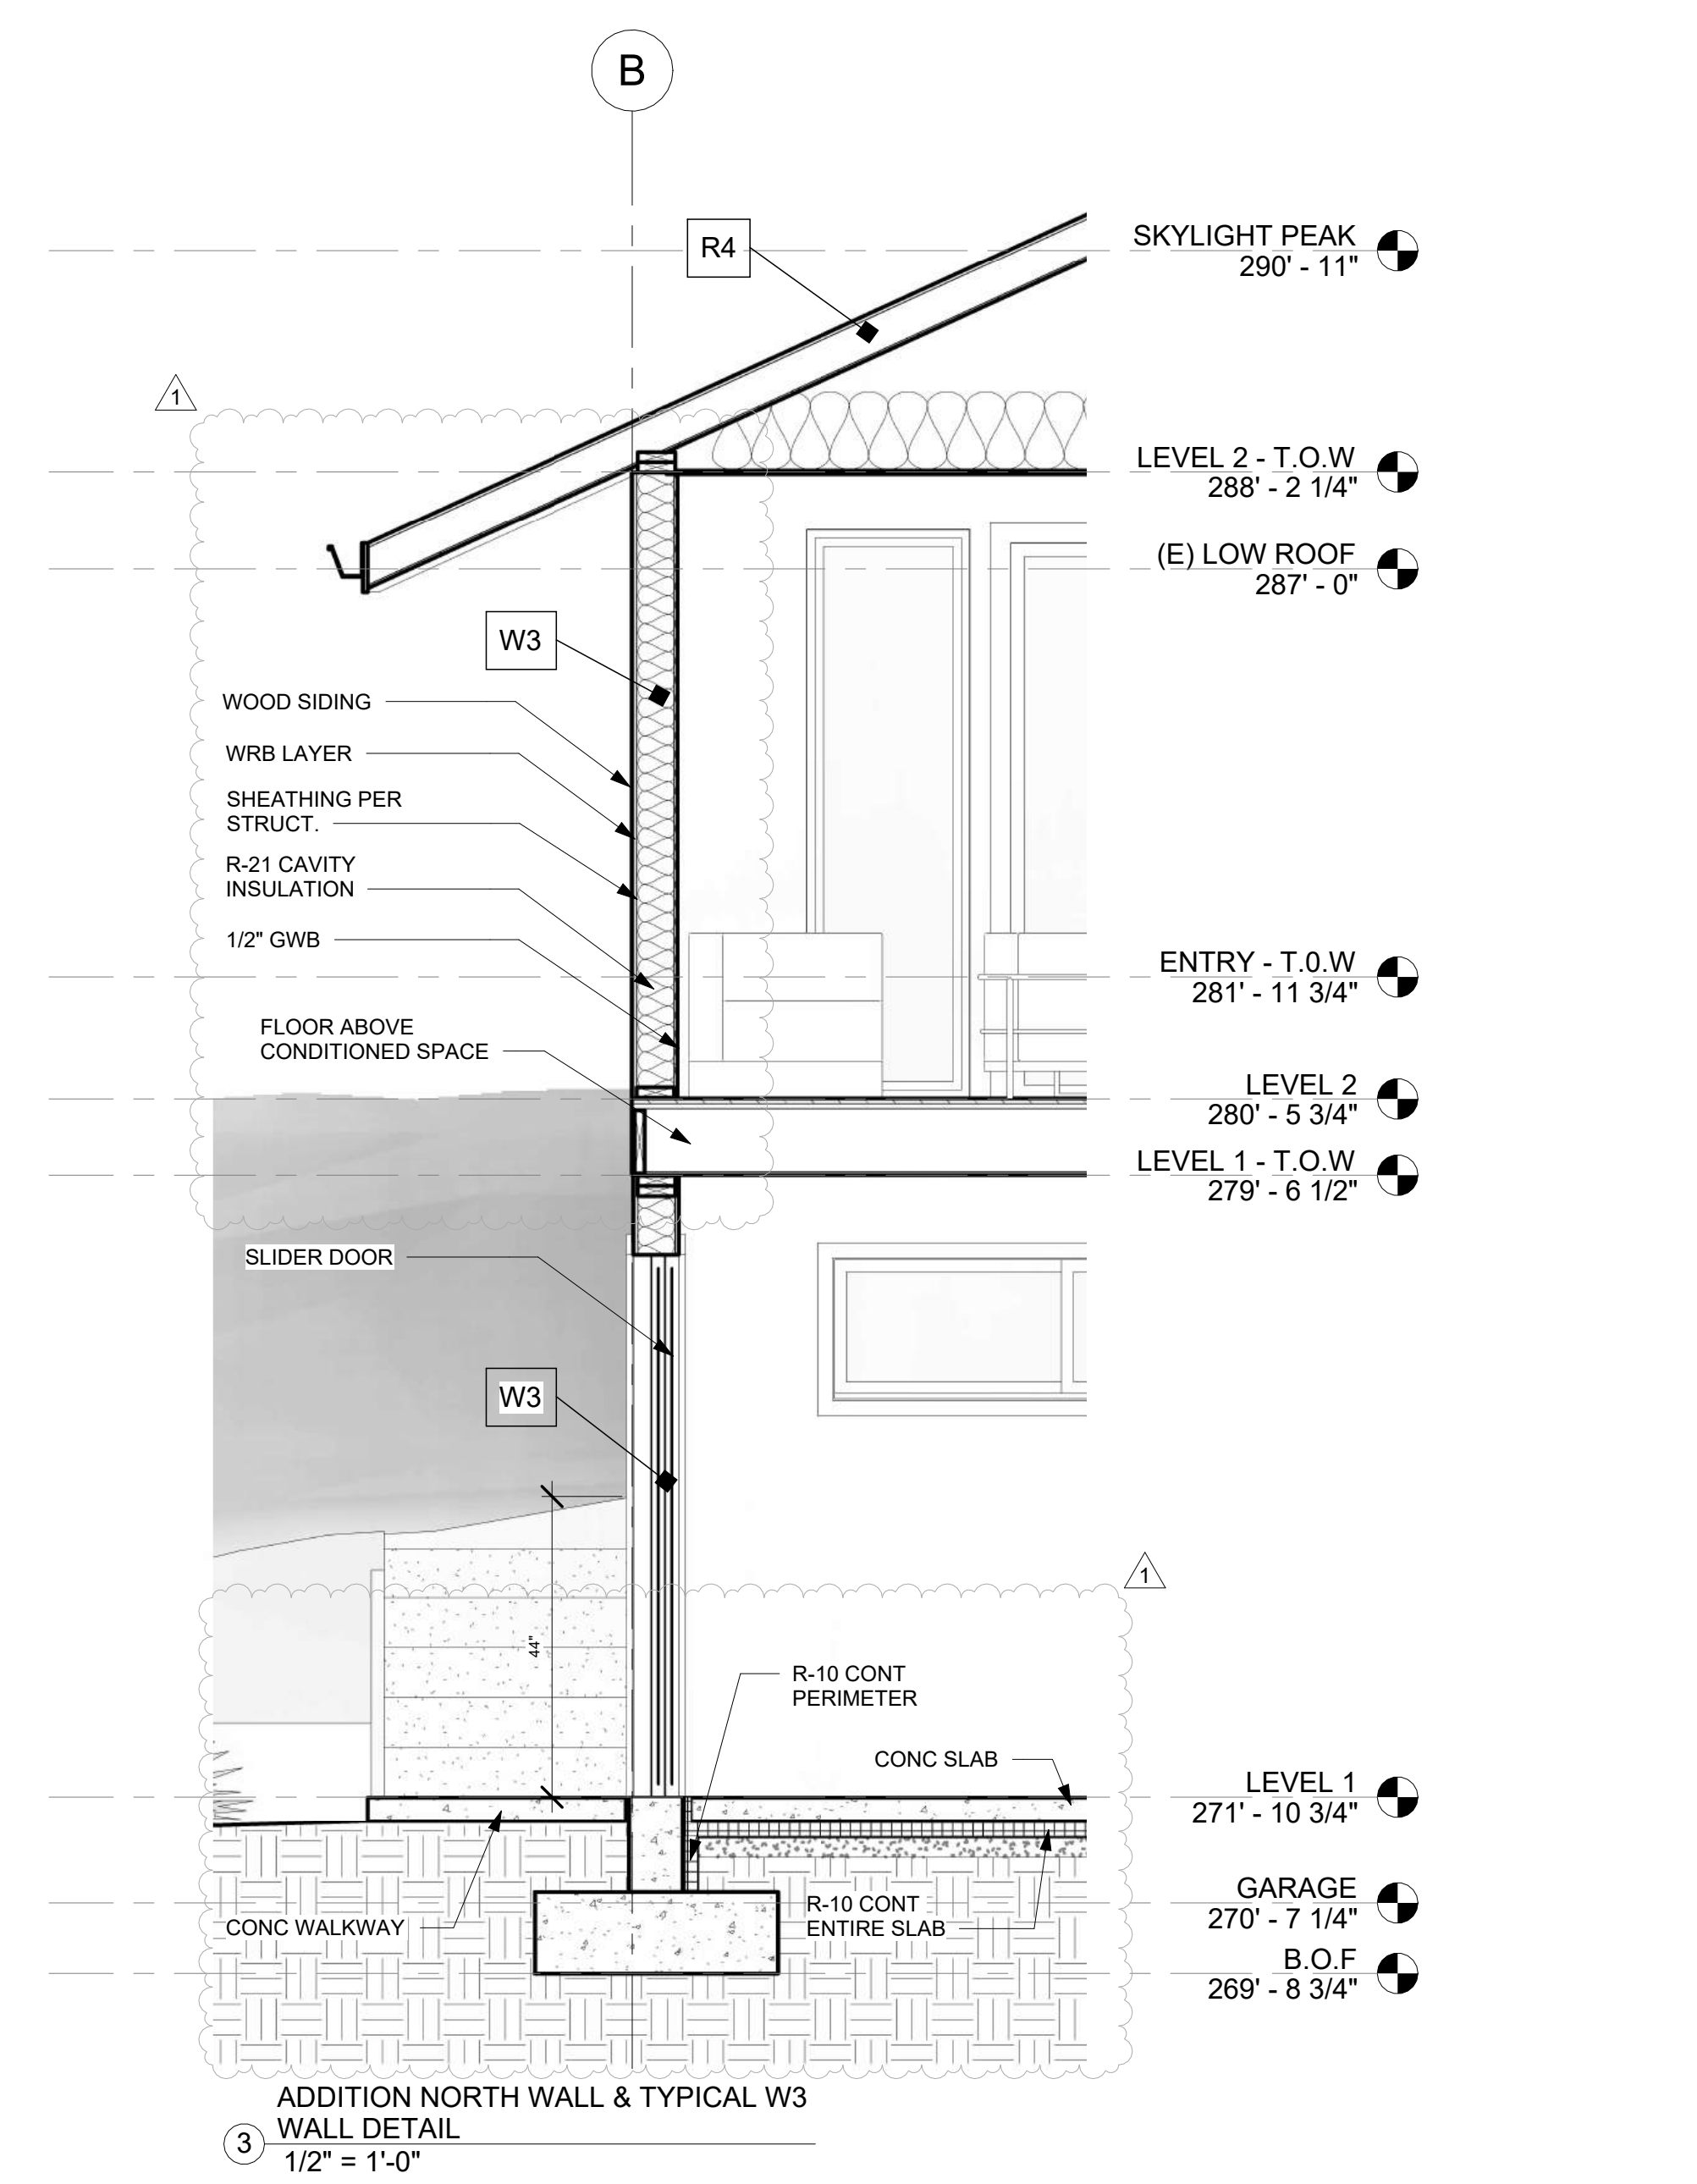 B
R4
SKYLIGHT PEAK
290' - 11"
1
LEVEL 2 - T.O.W
288' - 2 1/4"
(E) LOW ROOF
287' - 0"
W3
WOOD SIDING
WRB LAYER
SHEATHING PER
STRUCT.
R-21 CAVITY
INSULATION
1/2" GWB
ENTRY - T.0.W
281' - 11 3/4"
FLOOR ABOVE
CONDITIONED SPACE
LEVEL 2
280' - 5 3/4"
LEVEL 1 - T.O.W
279' - 6 1/2"
SLIDER DOOR
W3
1
44"
R-10 CONT
PERIMETER
CONC SLAB
LEVEL 1
271' - 10 3/4"
GARAGE
270' - 7 1/4"
R-10 CONT
ENTIRE SLAB
CONC WALKWAY
B.O.F
269' - 8 3/4"
ADDITION NORTH WALL & TYPICAL W3
WALL DETAIL
3
1/2" = 1'-0"